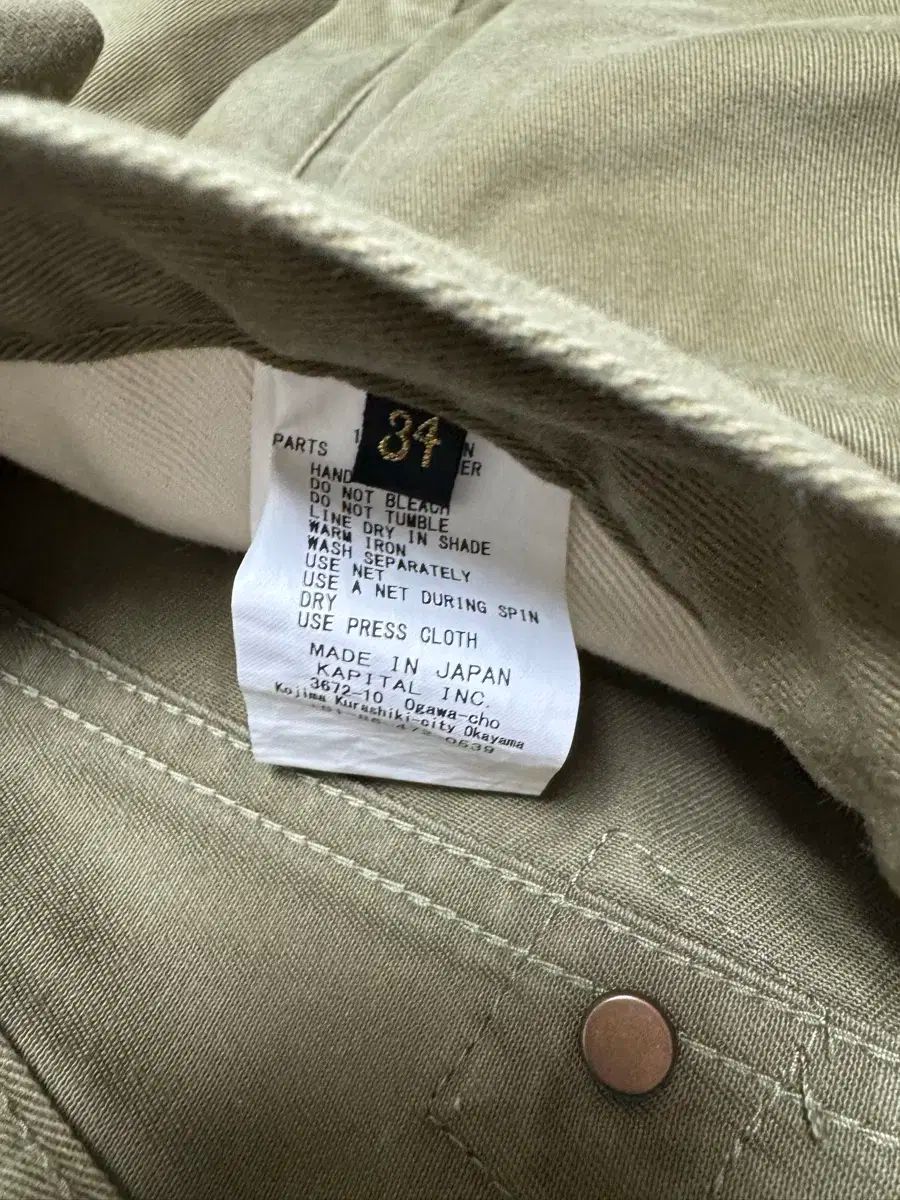 34
PARTS
HAND
DO NOT BLEACH
DO NOT TUMBLE
LINE DRY IN SHADE
WARM IRON
WASH SEPARATELY
USE NET
USE A NET DURING SPIN
DRY
USE PRESS CLOTH
MADE IN JAPAN
KAPITAL INC.
3672-10 Ogawa-cho
Kojima Kurashiki-city Okayama